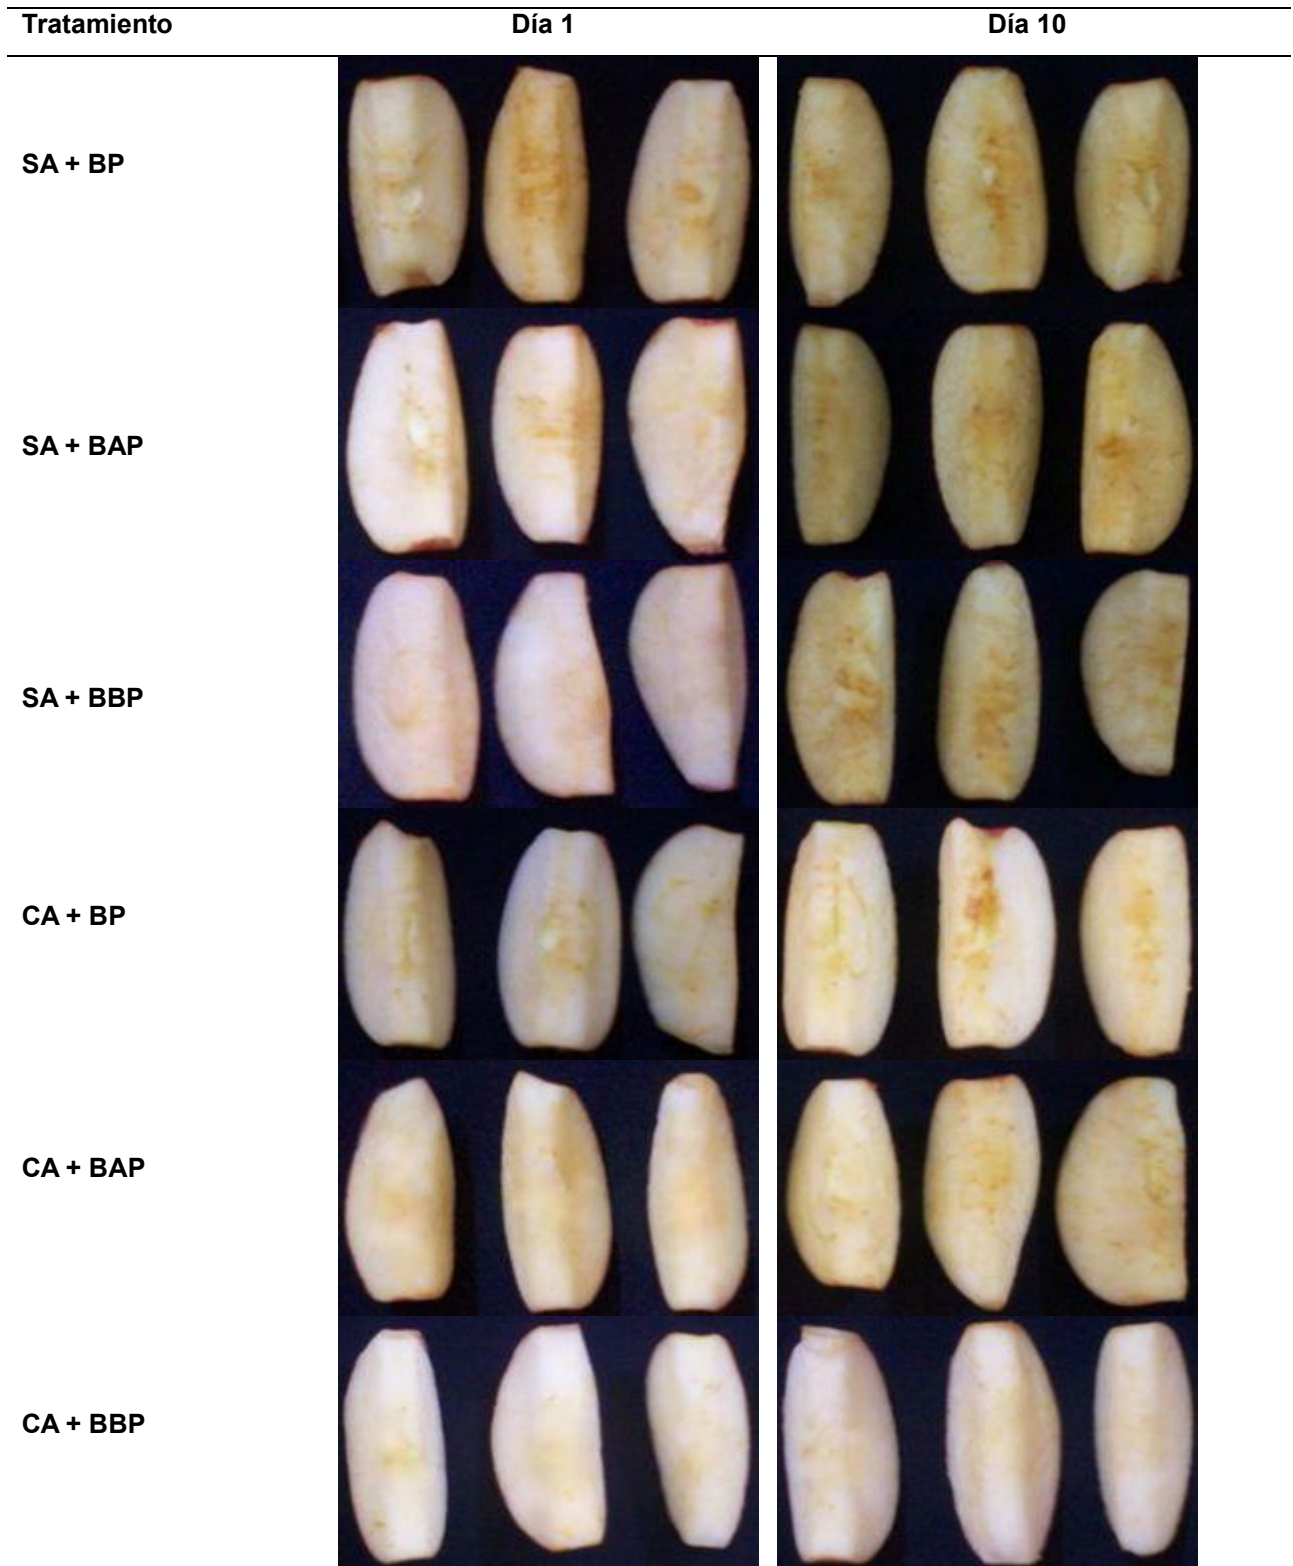 Tratamiento Día 1 Día 10
SA + BP
SA + BAP
SA + BBP
CA + BP
CA + BAP
CA + BBP